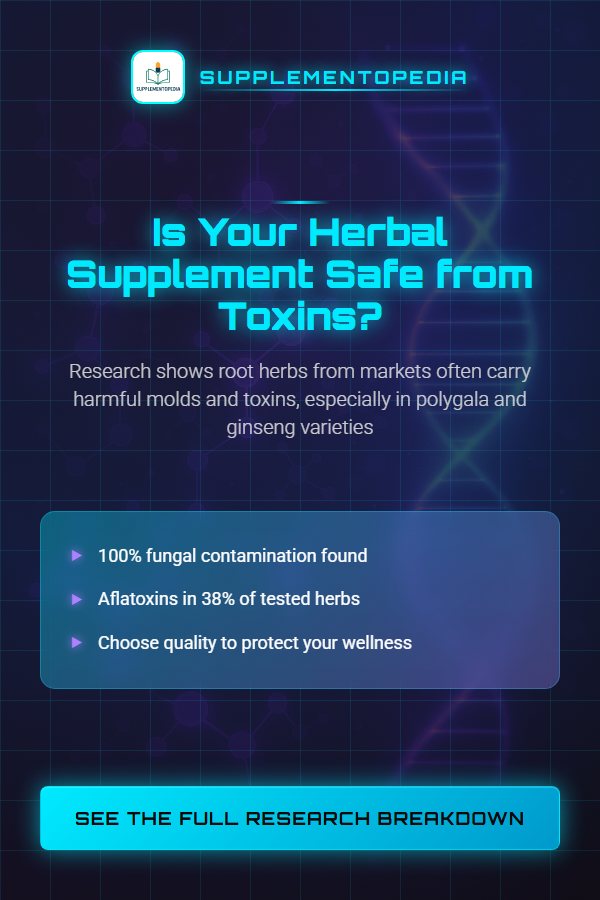 SUPPLEMENTOPEDIA
SUPPLEMENTOPEDIA
Is Your Herbal
Supplement Safe from
Toxins?
Research shows root herbs from markets often carry
harmful molds and toxins, especially in polygala and
ginseng varieties
100% fungal contamination found
Aflatoxins in 38% of tested herbs
Choose quality to protect your wellness
SEE THE FULL RESEARCH BREAKDOWN